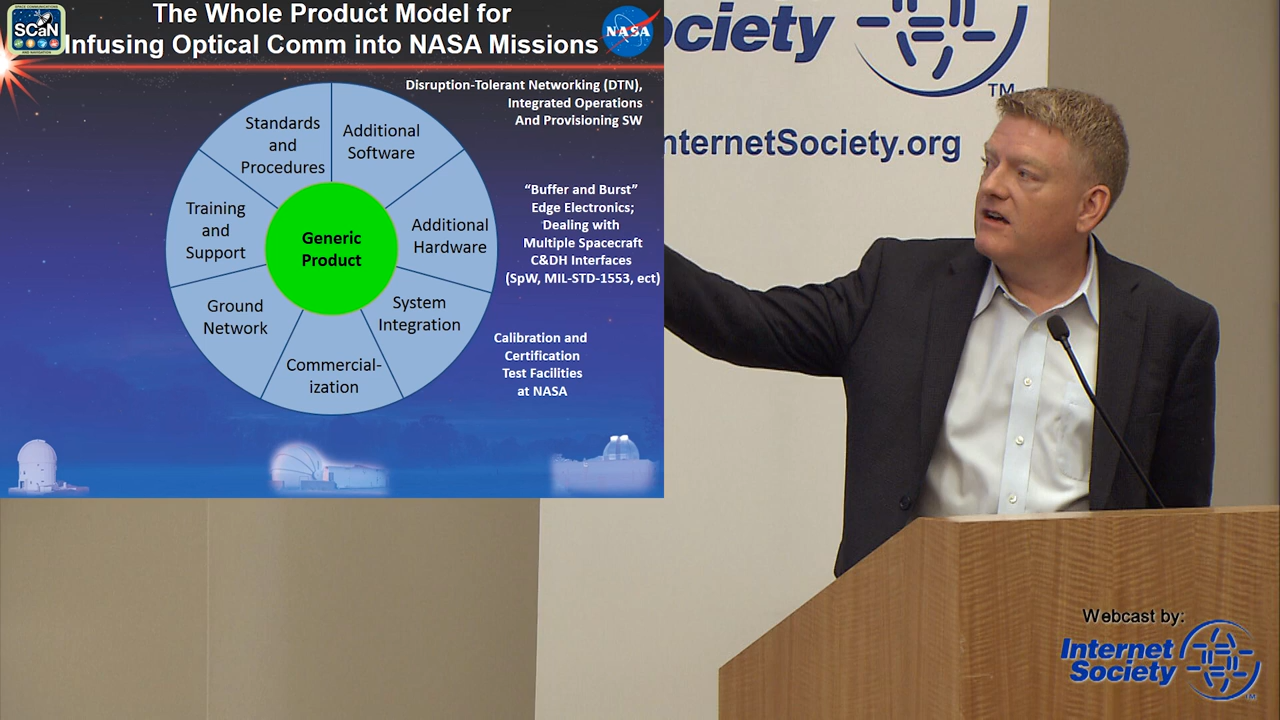 The Whole Product Model for
Infusing Optical Comm into NASA Missions
SCaN
NASA
Disruption-Tolerant Networking (DTN),
Integrated Operations
And Provisioning SW
Standards
and
Procedures
Additional
Software
"Buffer and Burst"
Edge Electronics;
Dealing with
Multiple Spacecraft
C&DH Interfaces
(SpW, MIL-STD-1553, ect)
Training
and
Support
Generic
Product
Additional
Hardware
Ground
Network
System
Integration
Commercial-
ization
Calibration and
Certification
Test Facilities
at NASA
ociety
TM
nternetSociety.org
Webcast by:
Internet
Society
TM